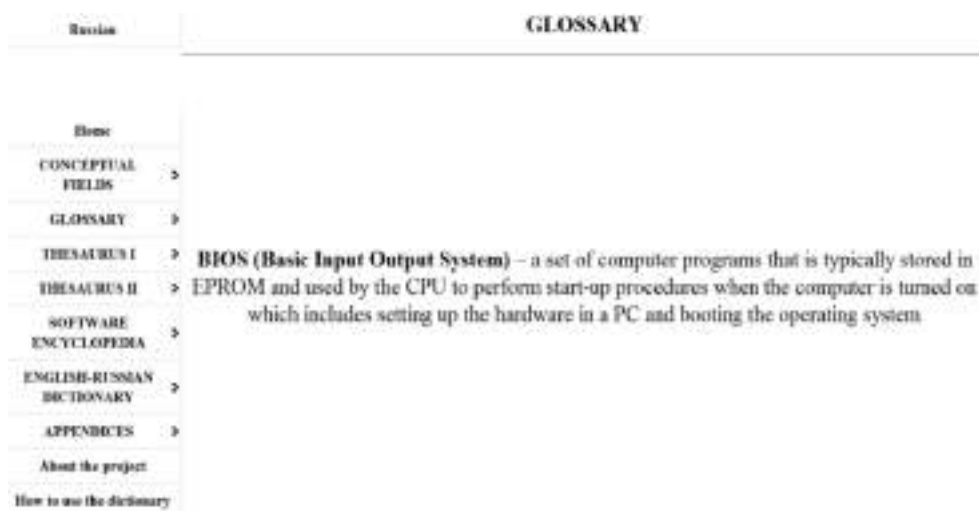 Russian
GLOSSARY
Home
CONCEPTUAL
FIELDS
GLOSSARY
THESAURUS I
THESAURUS II
SOFTWARE
ENCYCLOPEDIA
ENGLISH-RUSSIAN
DICTIONARY
APPENDICES
About the project
How to use the dictionary
BIOS (Basic Input Output System) – a set of computer programs that is typically stored in
EPROM and used by the CPU to perform start-up procedures when the computer is turned on
which includes setting up the hardware in a PC and booting the operating system